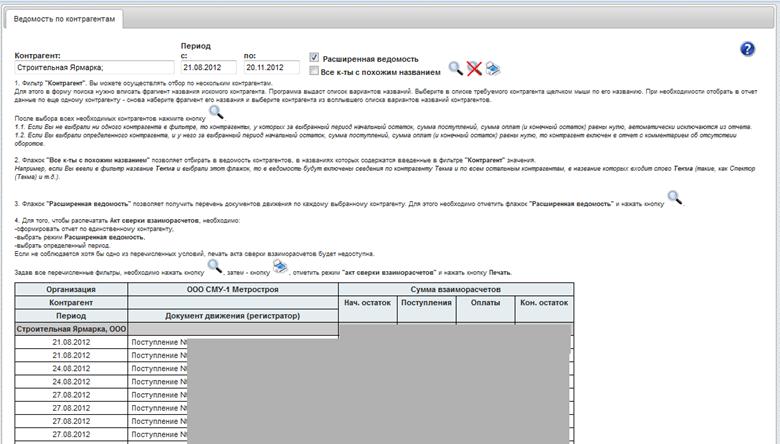 Ведомость по контрагентам
Период
Контрагент: с: по: Расширенная ведомость
Строительная Ярмарка; 21.08.2012 20.11.2012 Все к-ты с похожим названием
1. Фильтр "Контрагент". Вы можете осуществлять отбор по нескольким контрагентам.
Для этого в форму поиска нужно вписать фрагмент названия искомого контрагента. Программа выдаст список вариантов названий. Выберите в списке требуемого контрагента щелчком мыши по его названию. При необходимости отобрать в отчет
данные по еще одному контрагенту - снова наберите фрагмент его названия и выберите контрагента из всплывшего списка вариантов названий контрагентов.
После выбора всех необходимых контрагентов нажмите кнопку
1.1. Если Вы не выбрали ни одного контрагента в фильтре, то контрагенты, у которых за выбранный период начальный остаток, сумма поступлений, сумма оплат (и конечный остаток) равны нулю, автоматически исключаются из отчета.
1.2. Если Вы выбрали определенного контрагента, и у него за выбранный период начальный остаток, сумма поступлений, сумма оплат (и конечный остаток) равны нулю, то контрагент включен в отчет с комментарием об отсутствии
оборотов.
2. Флажок "Все к-ты с похожим названием" позволяет отбирать в ведомость контрагентов, в названиях которых содержатся введенные в фильтре "Контрагент" значения.
Например, если Вы ввели в фильтр название Текма и выбрали этот флажок, то в ведомость будут включены сведения по контрагенту Текма и по всем остальным контрагентам, в название которых входит слово Текма (такие, как Спектор
(Текма) и т.д.).
3. Флажок "Расширенная ведомость" позволяет получить перечень документов движения по каждому выбранному контрагенту. Для этого необходимо отметить флажок "Расширенная ведомость" и нажать кнопку .
4. Для того, чтобы распечатать Акт сверки взаиморасчетов, необходимо:
-сформировать отчет по единственному контрагенту,
-выбрать режим Расширенная ведомость,
-выбрать определенный период.
Если не соблюдается хотя бы одно из перечисленных условий, печать акта сверки взаиморасчетов будет недоступна.
Задав все перечисленные фильтры, необходимо нажать кнопку , затем - кнопку , отметить режим "акт сверки взаиморасчетов" и нажать кнопку Печать.
Организация ООО СМУ-1 Метростроя Сумма взаиморасчетов
Контрагент Нач. остаток Поступления Оплаты Кон. остаток
Период Документ движения (регистратор)
Строительная Ярмарка, ООО
21.08.2012 Поступление №
21.08.2012 Поступление №
24.08.2012 Поступление №
24.08.2012 Поступление №
27.08.2012 Поступление №
27.08.2012 Поступление №
27.08.2012 Поступление №
27.08.2012 Поступление №